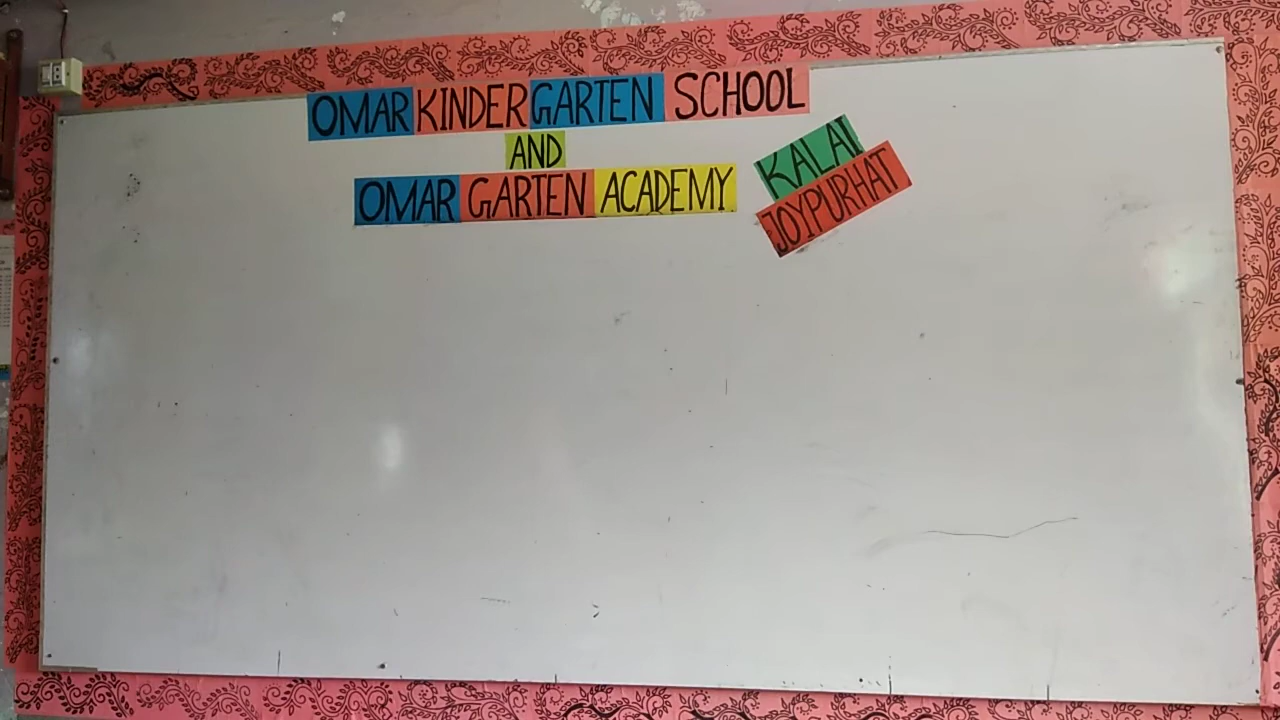 OMAR KINDERGARTEN SCHOOL
AND
OMAR GARTEN ACADEMY
KALAI
JOYPURHAT